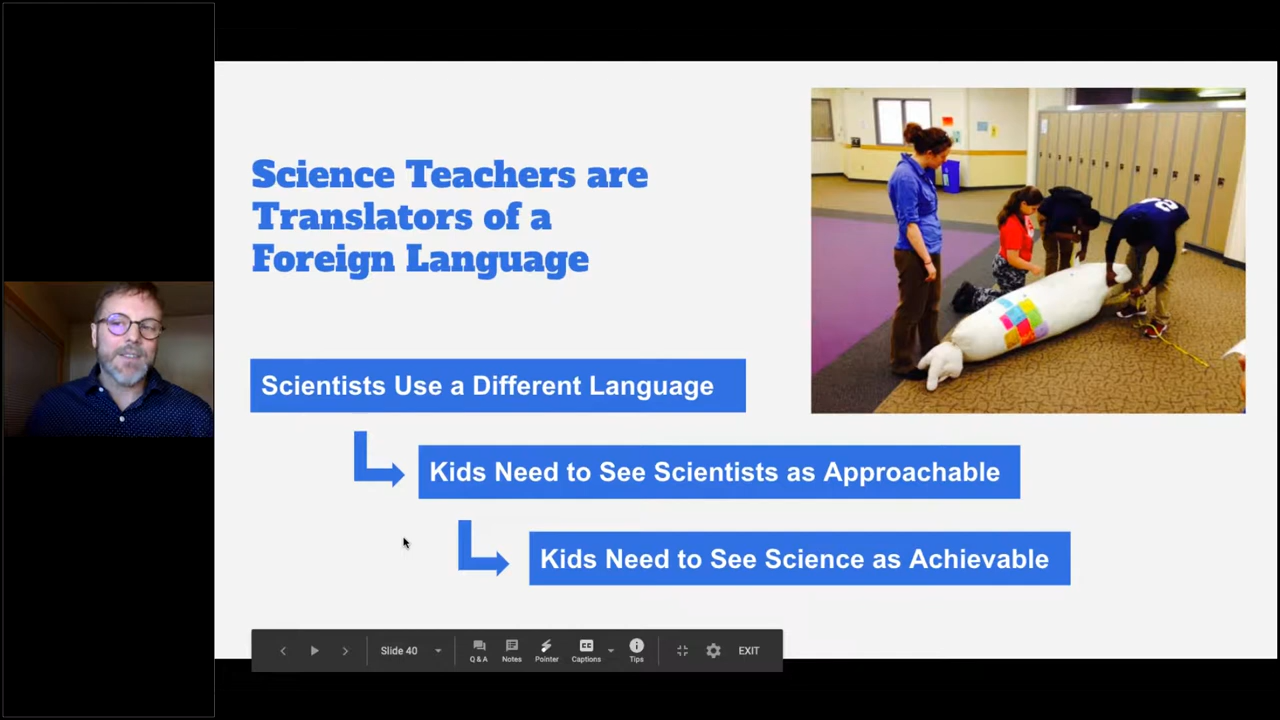 Science Teachers are
Translators of a
Foreign Language
Scientists Use a Different Language
Kids Need to See Scientists as Approachable
Kids Need to See Science as Achievable
Slide 40
Q & A
Notes
Pointer
CC
Captions
Tips
EXIT